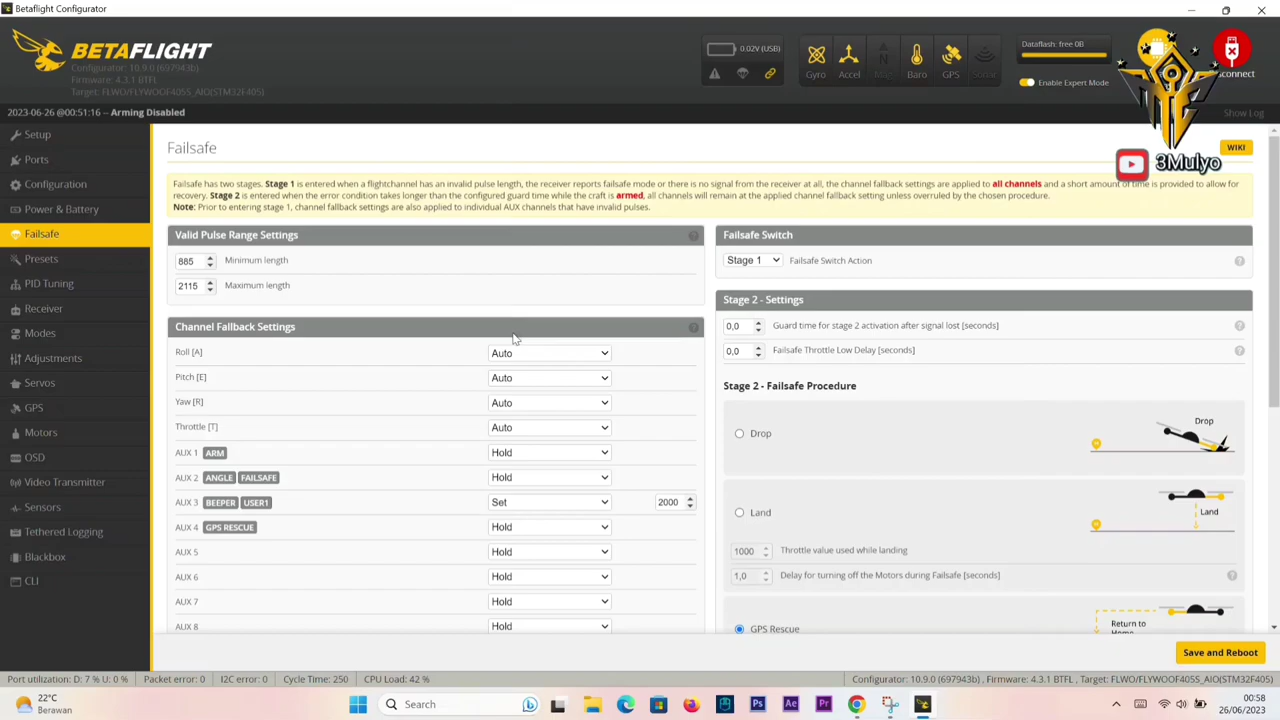 Betaflight Configurator
BETAFLIGHT
Configurator: 10.9.0 (697943b)
Firmware: 4.3.1 BTFL
Target: FLWO/FLYWOOF405S_AIO(STM32F405)
0.02V (USB)
Gyro
Accel
Mag
Baro
GPS
Sonar
Dataflash: free 0B
Enable Expert Mode
connect
2023-06-26 @00:51:16 -- Arming Disabled
Show Log
3Mulyo
Setup
Ports
Configuration
Power & Battery
Failsafe
Presets
PID Tuning
Receiver
Modes
Adjustments
Servos
GPS
Motors
OSD
Video Transmitter
Sensors
Tethered Logging
Blackbox
CLI
Failsafe
WIKI
Failsafe has two stages. Stage 1 is entered when a flightchannel has an invalid pulse length, the receiver reports failsafe mode or there is no signal from the receiver at all, the channel fallback settings are applied to all channels and a short amount of time is provided to allow for
recovery. Stage 2 is entered when the error condition takes longer than the configured guard time while the craft is armed, all channels will remain at the applied channel fallback setting unless overruled by the chosen procedure.
Note: Prior to entering stage 1, channel fallback settings are also applied to individual AUX channels that have invalid pulses.
Valid Pulse Range Settings
885 Minimum length
2115 Maximum length
Channel Fallback Settings
Roll [A] Auto
Pitch [E] Auto
Yaw [R] Auto
Throttle [T] Auto
AUX 1 ARM Hold
AUX 2 ANGLE FAILSAFE Hold
AUX 3 BEEPER USER1 Set 2000
AUX 4 GPS RESCUE Hold
AUX 5 Hold
AUX 6 Hold
AUX 7 Hold
AUX 8 Hold
Failsafe Switch
Stage 1 Failsafe Switch Action
Stage 2 - Settings
0,0 Guard time for stage 2 activation after signal lost [seconds]
0,0 Failsafe Throttle Low Delay [seconds]
Stage 2 - Failsafe Procedure
Drop
Drop
Land
Land
1000 Throttle value used while landing
1,0 Delay for turning off the Motors during Failsafe [seconds]
GPS Rescue
Return to
Home
Save and Reboot
Port utilization: D: 7 % U: 0 % Packet error: 0 I2C error: 0 Cycle Time: 250 CPU Load: 42 %
Configurator: 10.9.0 (697943b) , Firmware: 4.3.1 BTFL , Target: FLWO/FLYWOOF405S_AIO(STM32F405)
22°C
Berawan
Search
Ps
Ae
Pr
00:58
26/06/2023